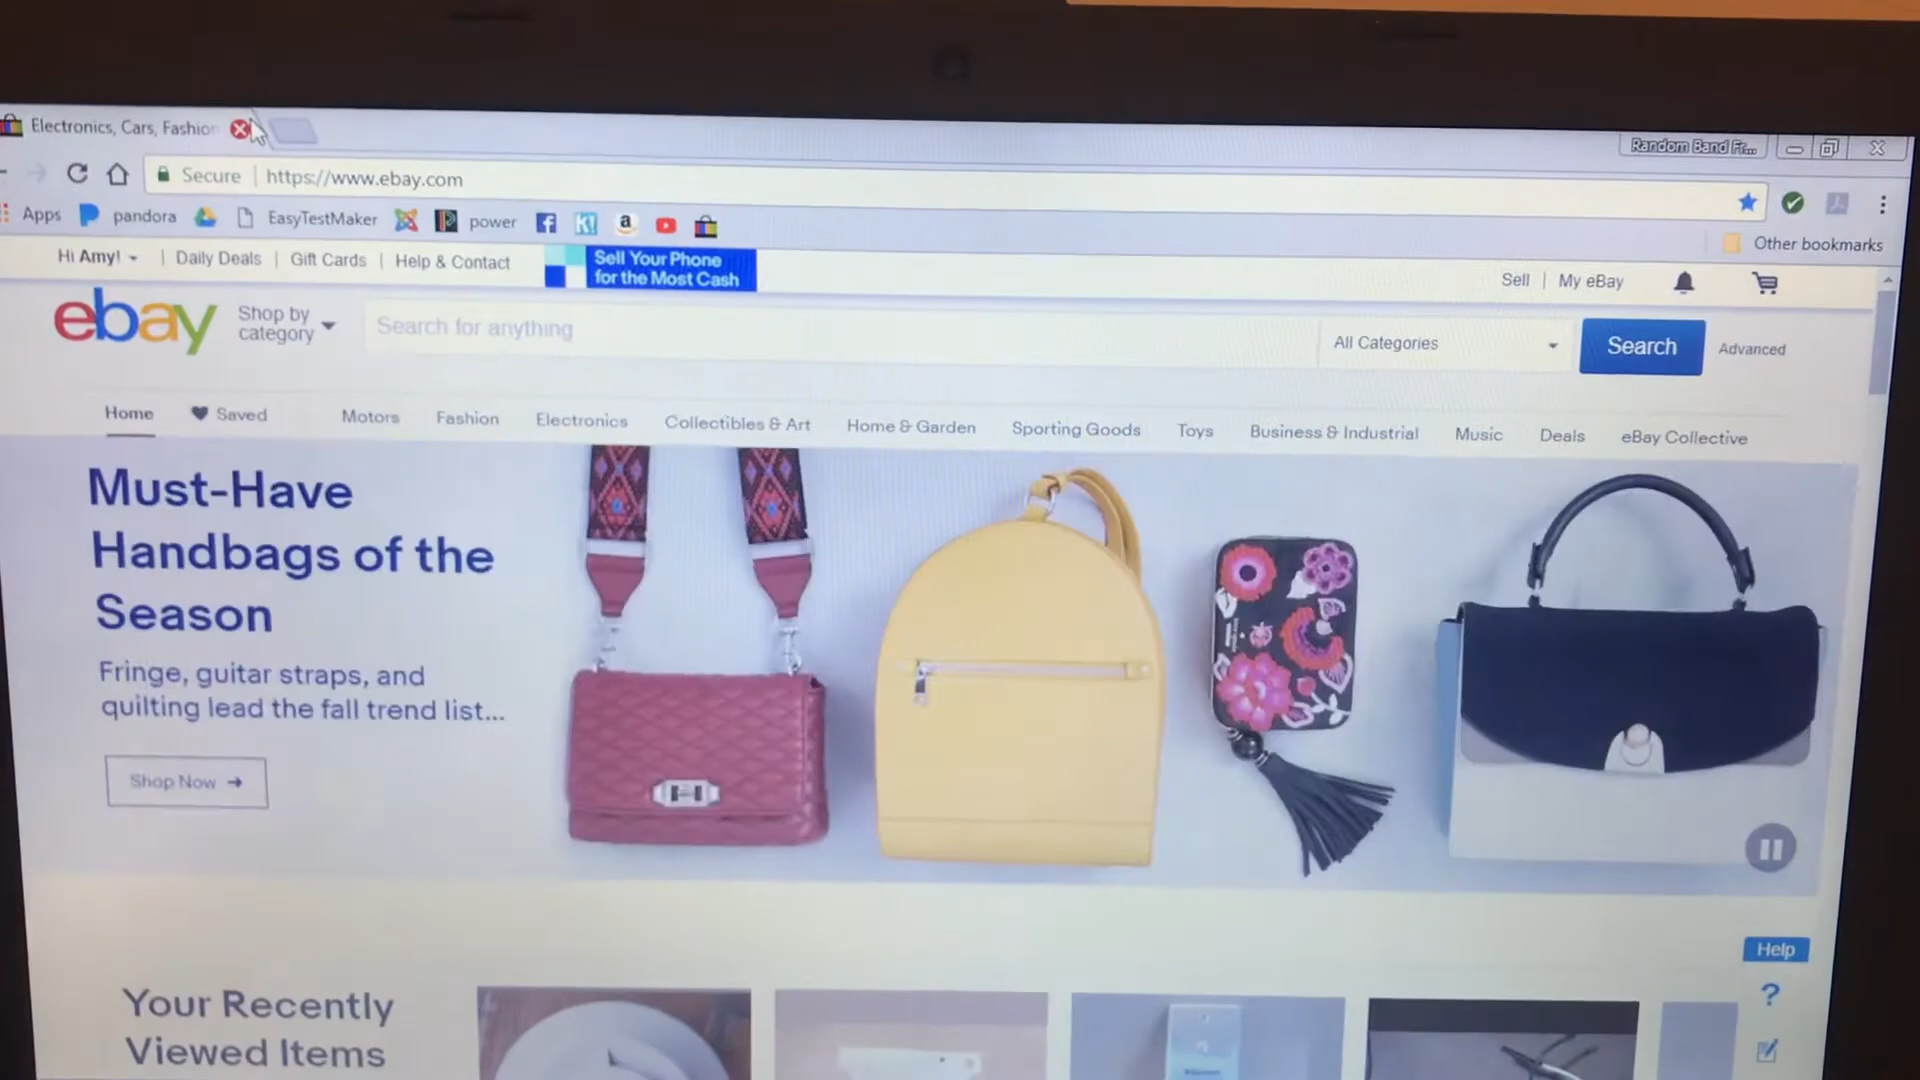 Electronics, Cars, Fashion
Random Band Fr...
Secure
https://www.ebay.com
Apps
pandora
EasyTestMaker
power
Other bookmarks
Hi Amy!
Daily Deals
Gift Cards
Help & Contact
Sell Your Phone
for the Most Cash
Sell
My eBay
ebay
Shop by
category
Search for anything
All Categories
Search
Advanced
Home
Saved
Motors
Fashion
Electronics
Collectibles & Art
Home & Garden
Sporting Goods
Toys
Business & Industrial
Music
Deals
eBay Collective
Must-Have
Handbags of the
Season
Fringe, guitar straps, and
quilting lead the fall trend list...
Shop Now
Help
?
Your Recently
Viewed Items